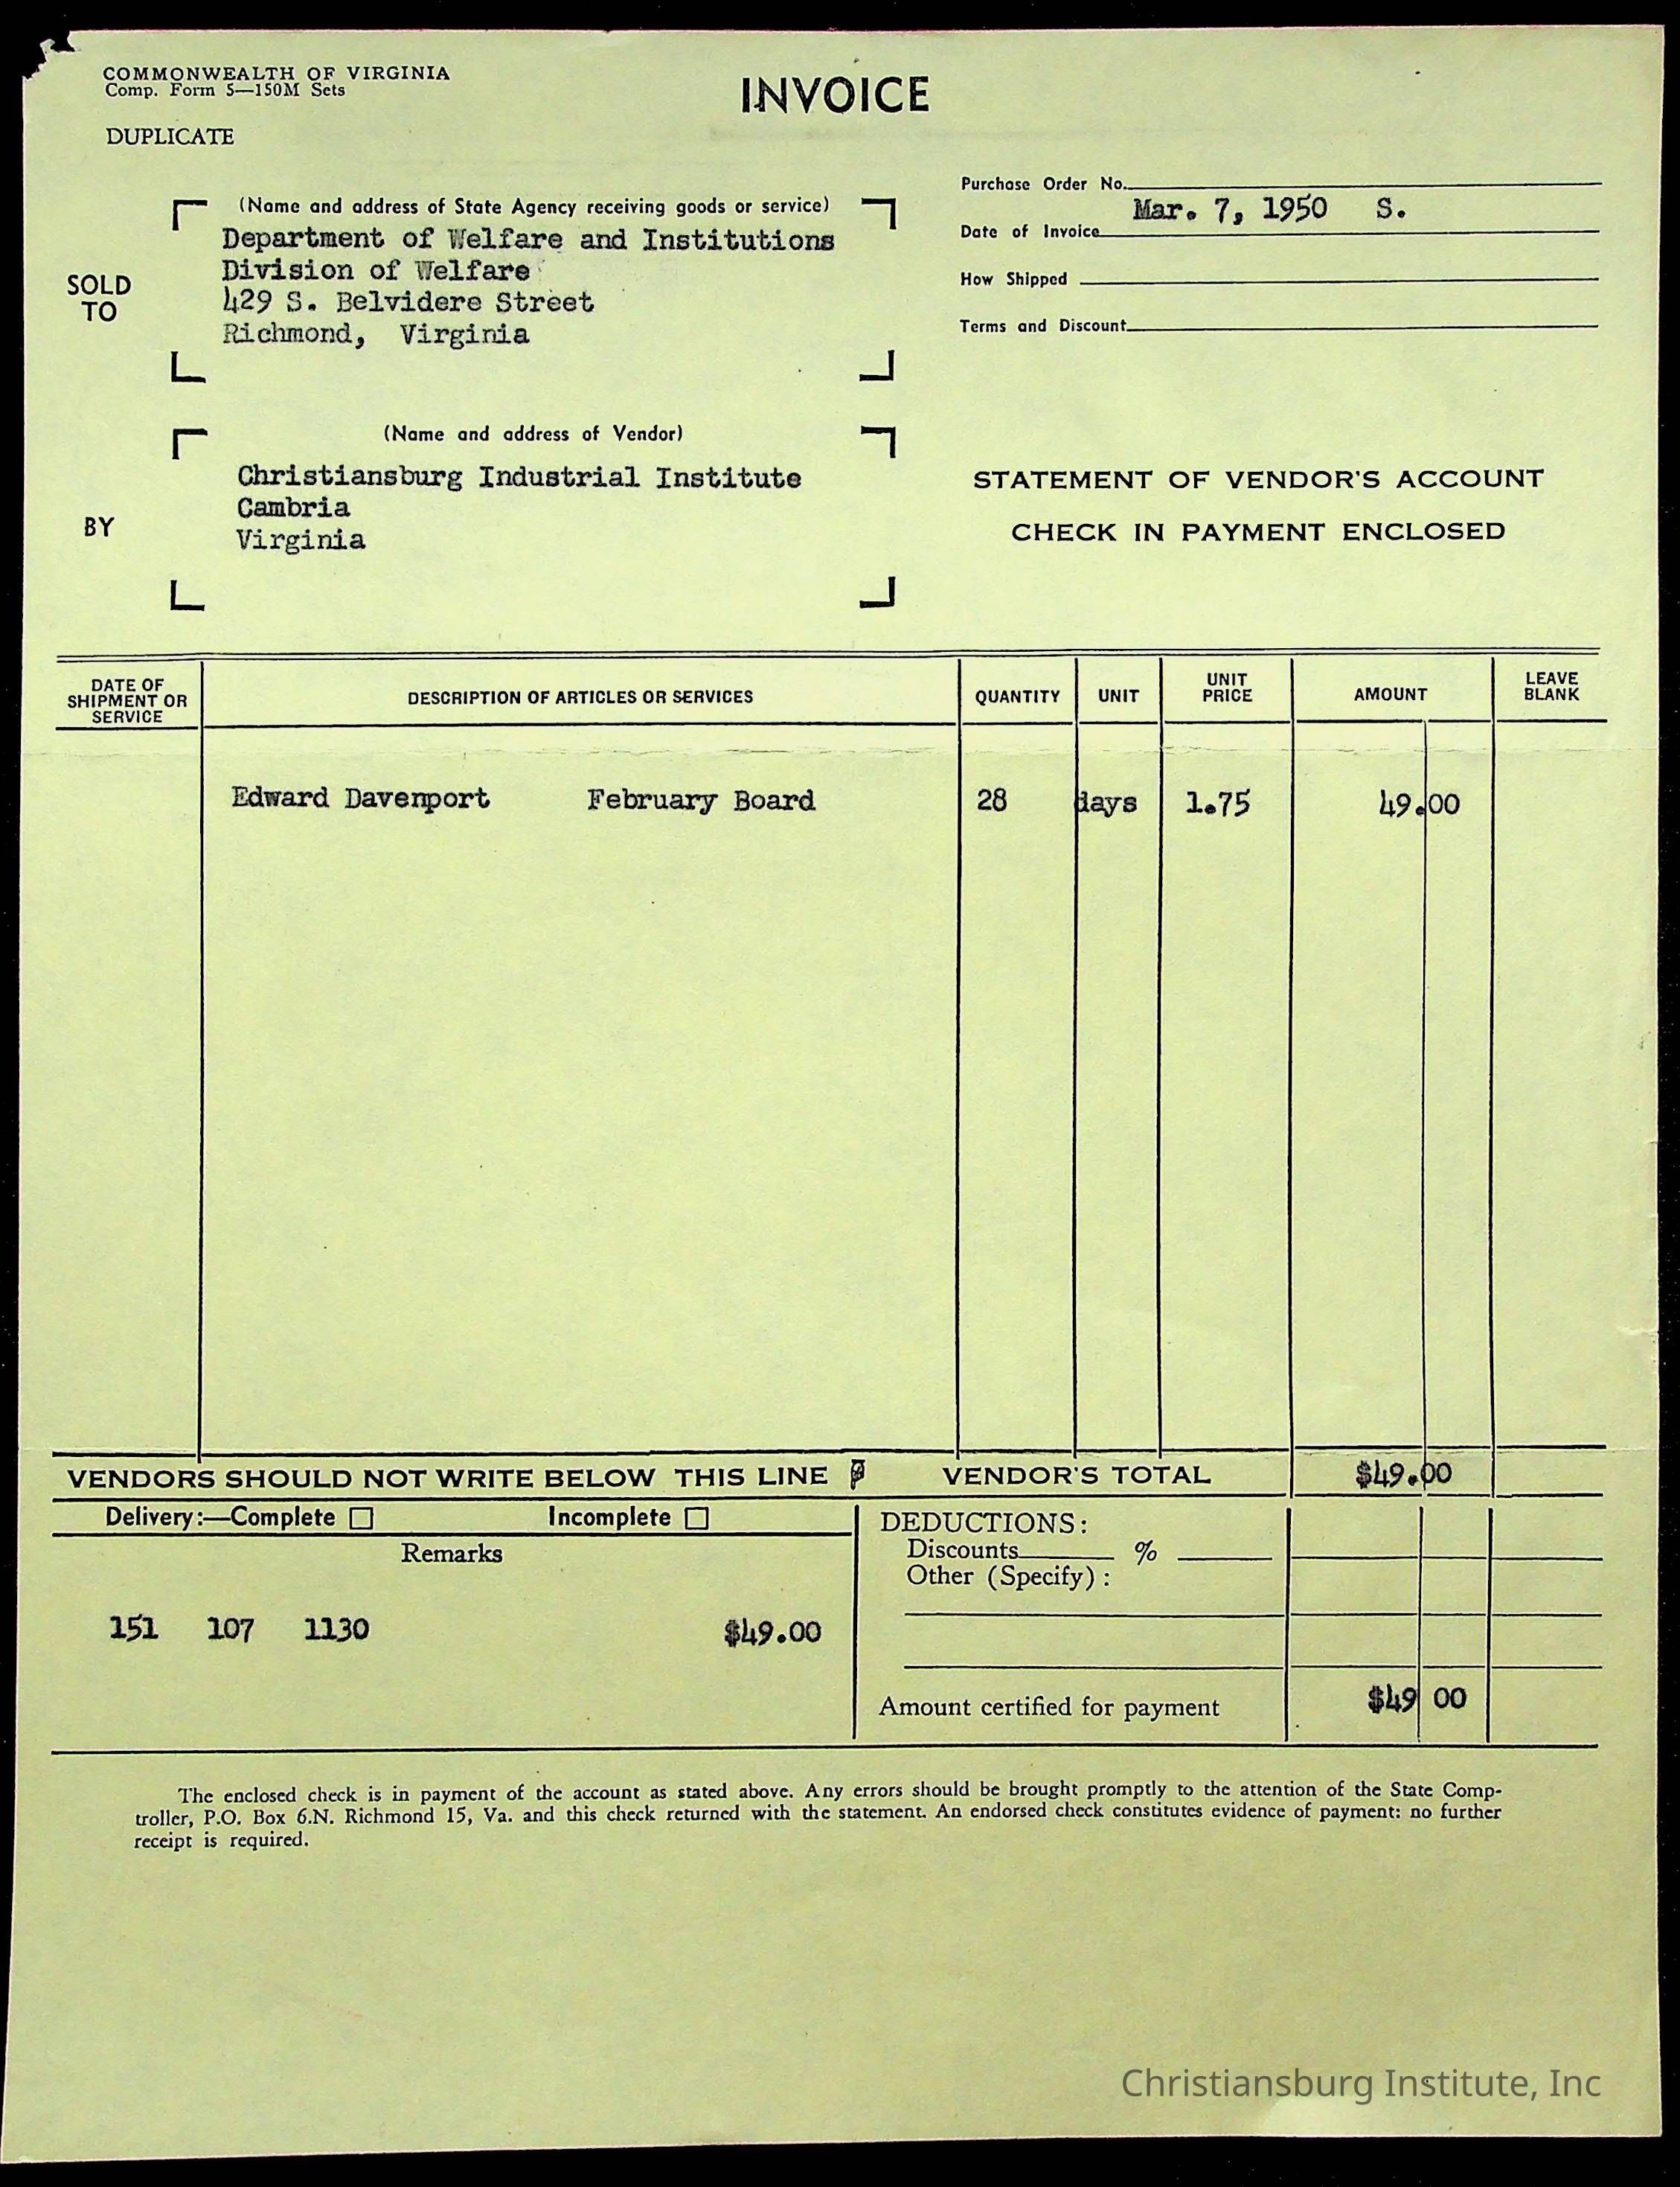 COMMONWEALTH OF VIRGINIA
Comp. Form 5—150M Sets
DUPLICATE
INVOICE
Purchase Order No.
Mar. 7, 1950 S.
Date of Invoice
How Shipped
Terms and Discount
(Name and address of State Agency receiving goods or service)
SOLD TO
Department of Welfare and Institutions
Division of Welfare
429 S. Belvidere Street
Richmond, Virginia
(Name and address of Vendor)
BY
Christiansburg Industrial Institute
Cambria
Virginia
STATEMENT OF VENDOR'S ACCOUNT
CHECK IN PAYMENT ENCLOSED
DATE OF SHIPMENT OR SERVICE DESCRIPTION OF ARTICLES OR SERVICES QUANTITY UNIT UNIT PRICE AMOUNT LEAVE BLANK
Edward Davenport February Board 28 days 1.75 49.00
VENDORS SHOULD NOT WRITE BELOW THIS LINE VENDOR'S TOTAL $49.00
Delivery:—Complete Incomplete
Remarks
151 107 1130 $49.00
DEDUCTIONS:
Discounts %
Other (Specify):
Amount certified for payment $49 00
The enclosed check is in payment of the account as stated above. Any errors should be brought promptly to the attention of the State Comp-
troller, P.O. Box 6.N. Richmond 15, Va. and this check returned with the statement. An endorsed check constitutes evidence of payment: no further
receipt is required.
Christiansburg Institute, Inc